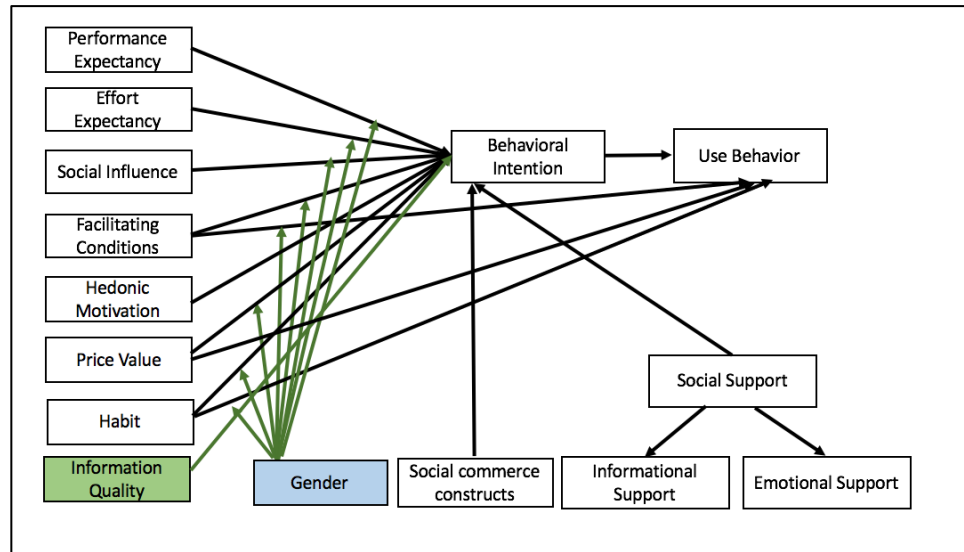 Performance
Expectancy
Effort
Expectancy
Social Influence
Facilitating
Conditions
Hedonic
Motivation
Price Value
Habit
Information
Quality
Gender
Social commerce
constructs
Behavioral
Intention
Use Behavior
Social Support
Informational
Support
Emotional Support